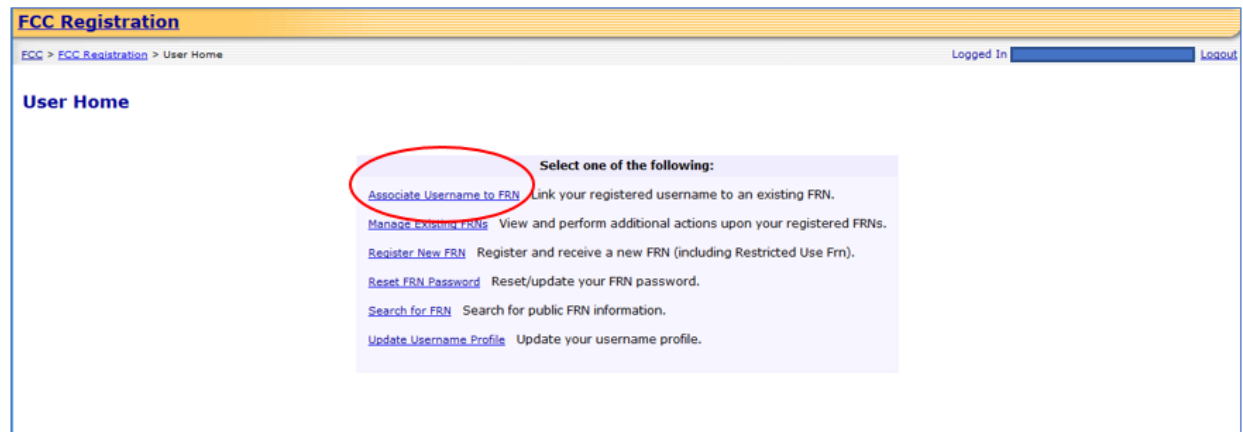 FCC Registration
FCC > FCC Registration > User Home
Logged In
Logout
User Home
Select one of the following:
Associate Username to FRN Link your registered username to an existing FRN.
Manage Existing FRNs View and perform additional actions upon your registered FRNs.
Register New FRN Register and receive a new FRN (including Restricted Use Frn).
Reset FRN Password Reset/update your FRN password.
Search for FRN Search for public FRN information.
Update Username Profile Update your username profile.